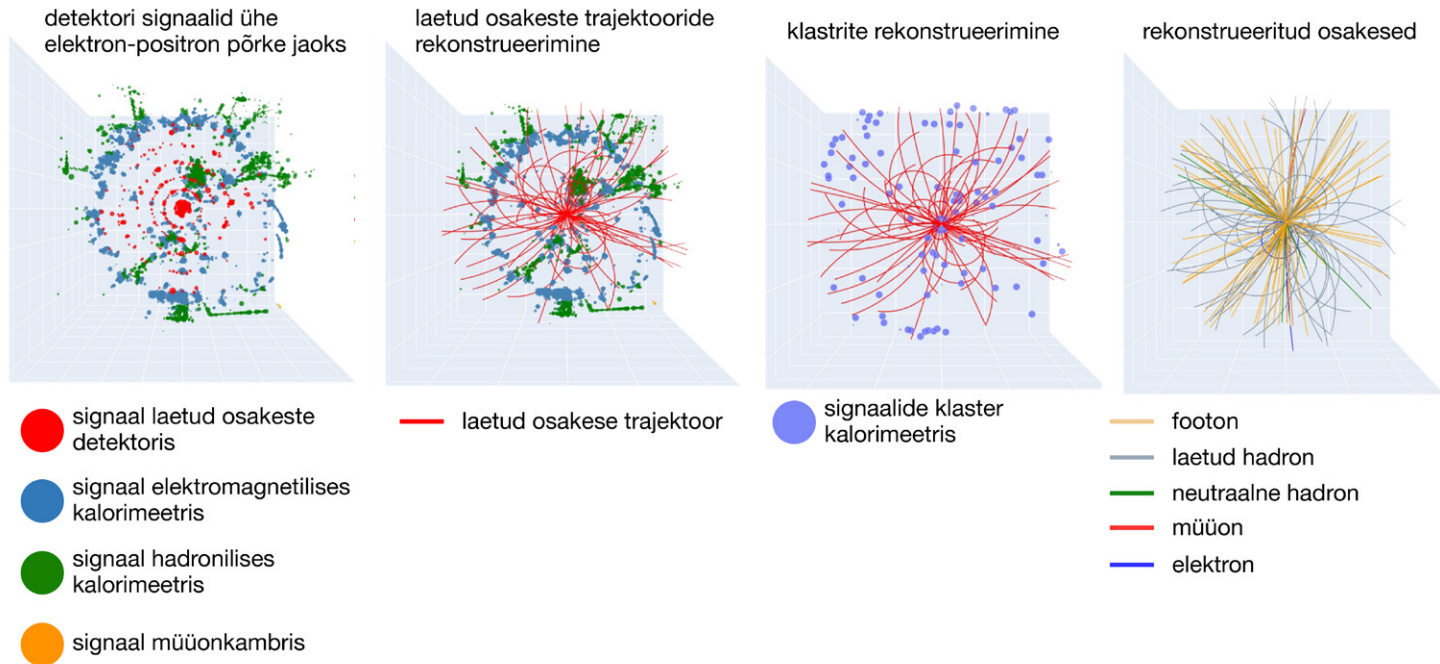 detektori signaalid ühe
elektron-positron põrke jaoks
laetud osakeste trajektooride
rekonstrueerimine
klastrite rekonstrueerimine
rekonstrueeritud osakesed
signaal laetud osakeste
detektoris
signaal elektromagnetilises
kalorimeetris
signaal hadronilises
kalorimeetris
signaal müüonkambris
laetud osakese trajektoor
signaalide klaster
kalorimeetris
footon
laetud hadron
neutraalne hadron
müüon
elektron